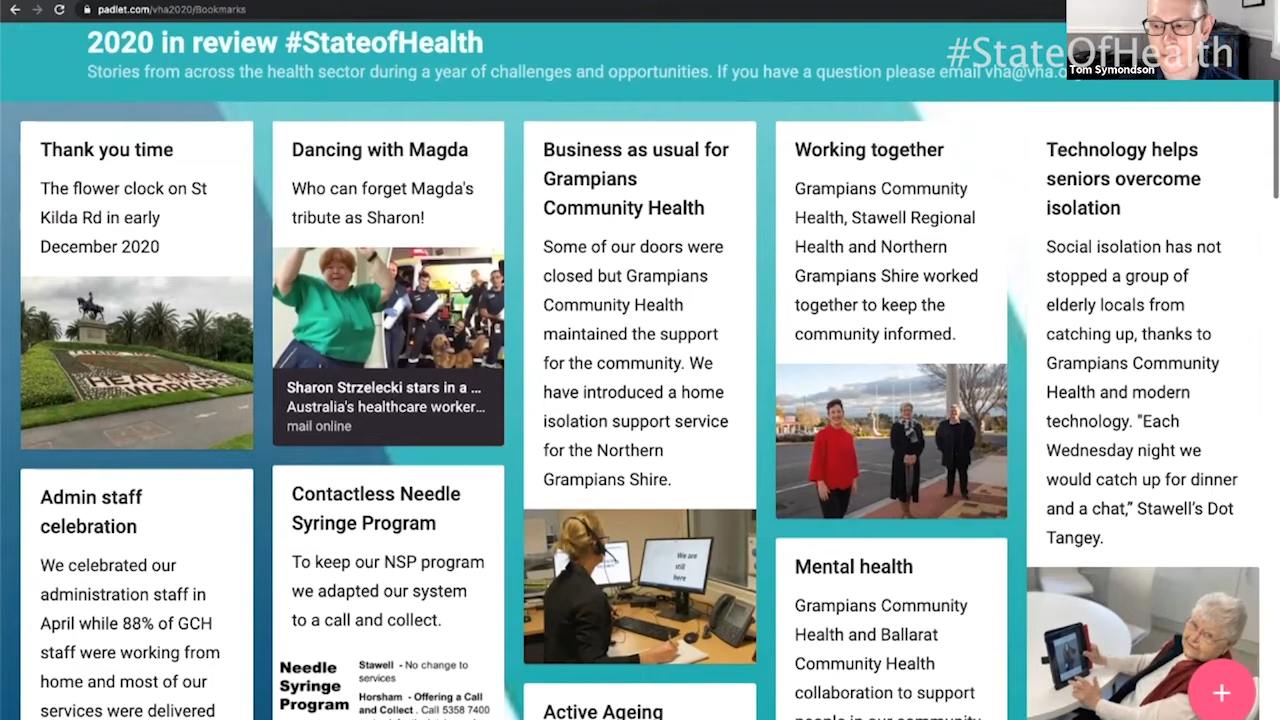 padlet.com/vha2020/Bookmarks
2020 in review #StateofHealth
#StateOfHealth
Stories from across the health sector during a year of challenges and opportunities. If you have a question please email vha@vha.o
Tom Symondson
Thank you time
The flower clock on St
Kilda Rd in early
December 2020
HEALTH
WORKERS
Admin staff
celebration
We celebrated our
administration staff in
April while 88% of GCH
staff were working from
home and most of our
services were delivered
Dancing with Magda
Who can forget Magda's
tribute as Sharon!
Sharon Strzelecki stars in a ...
Australia's healthcare worker...
mail online
Contactless Needle
Syringe Program
To keep our NSP program
we adapted our system
to a call and collect.
Needle
Syringe
Program
Stawell - No change to
services
Horsham - Offering a Call
and Collect . Call 5358 7400
Business as usual for
Grampians
Community Health
Some of our doors were
closed but Grampians
Community Health
maintained the support
for the community. We
have introduced a home
isolation support service
for the Northern
Grampians Shire.
We are
still
here
Active Ageing
Working together
Grampians Community
Health, Stawell Regional
Health and Northern
Grampians Shire worked
together to keep the
community informed.
Mental health
Grampians Community
Health and Ballarat
Community Health
collaboration to support
people in our community
Technology helps
seniors overcome
isolation
Social isolation has not
stopped a group of
elderly locals from
catching up, thanks to
Grampians Community
Health and modern
technology. "Each
Wednesday night we
would catch up for dinner
and a chat,” Stawell’s Dot
Tangey.